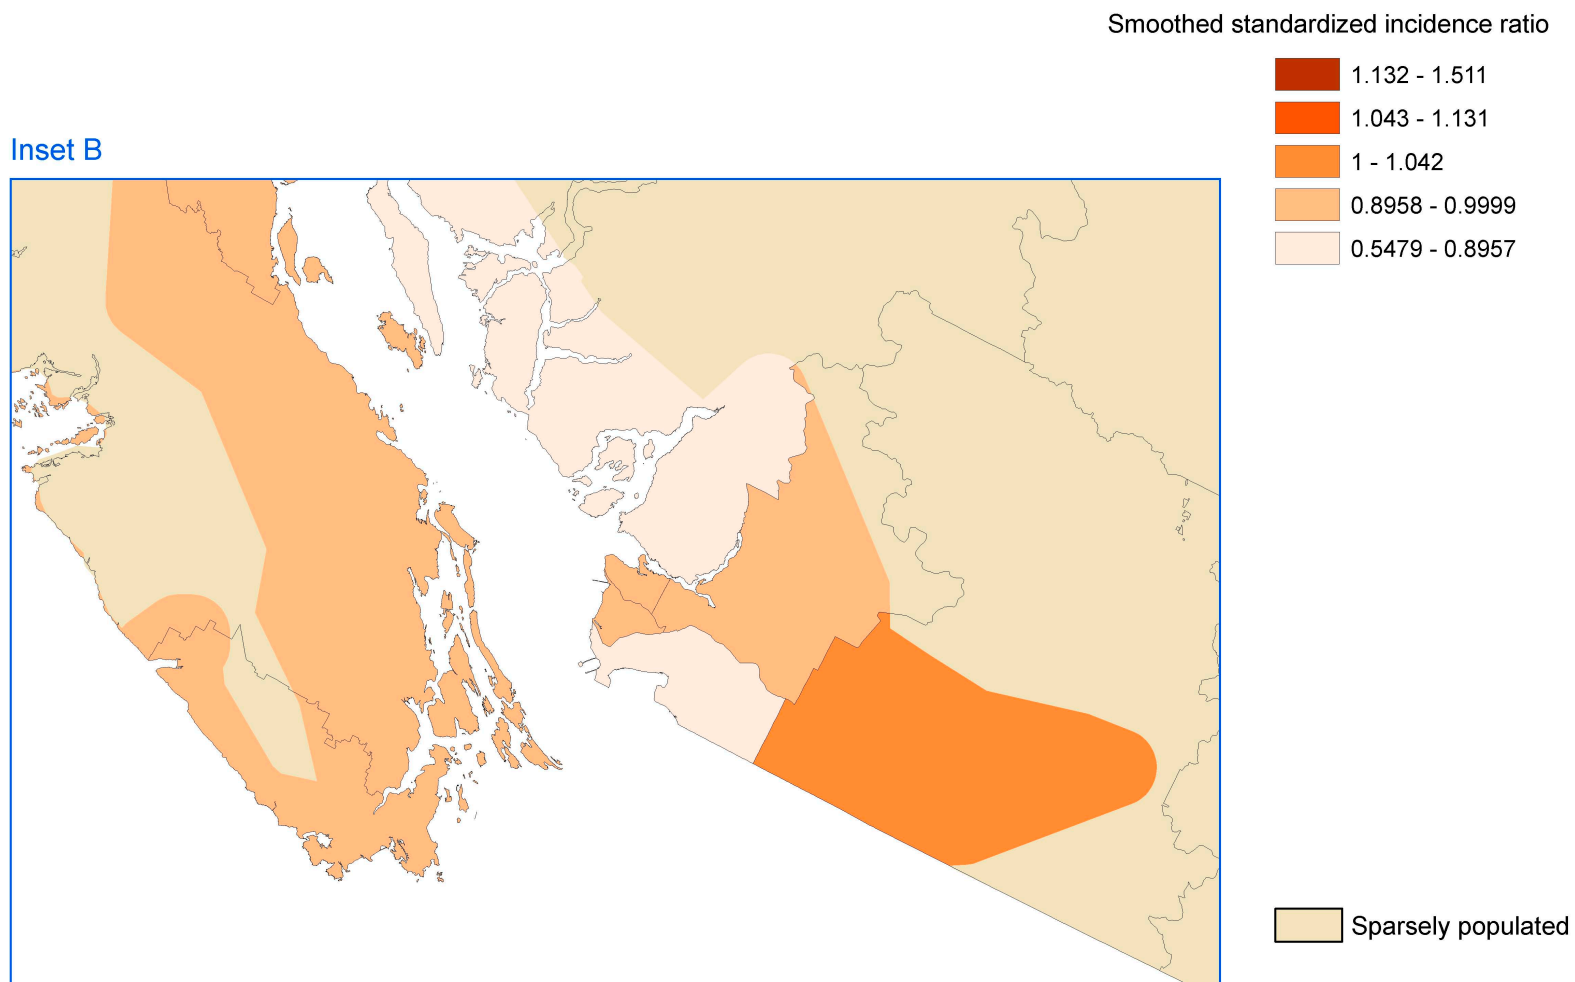 Smoothed standardized incidence ratio
1.132 - 1.511
1.043 - 1.131
Inset B
1 - 1.042
0.8958 - 0.9999
0.5479 - 0.8957
Sparsely populated